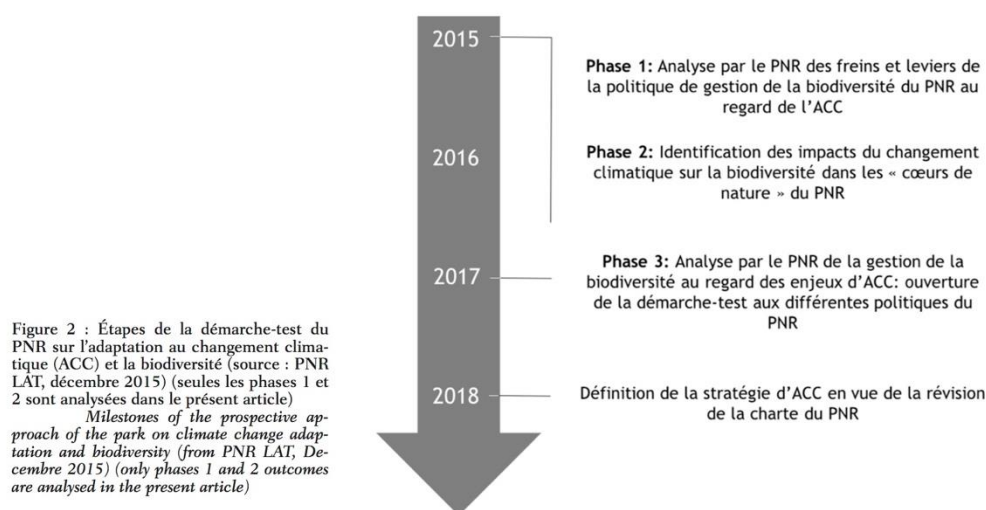 2015
Phase 1: Analyse par le PNR des freins et leviers de
la politique de gestion de la biodiversité du PNR au
regard de l'ACC
2016
Phase 2: Identification des impacts du changement
climatique sur la biodiversité dans les « cœurs de
nature » du PNR
2017
Phase 3: Analyse par le PNR de la gestion de la
biodiversité au regard des enjeux d'ACC: ouverture
de la démarche-test aux différentes politiques du
PNR
2018
Définition de la stratégie d'ACC en vue de la révision
de la charte du PNR
Figure 2 : Étapes de la démarche-test du
PNR sur l'adaptation au changement clima-
tique (ACC) et la biodiversité (source : PNR
LAT, décembre 2015) (seules les phases 1 et
2 sont analysées dans le présent article)
Milestones of the prospective ap-
proach of the park on climate change adap-
tation and biodiversity (from PNR LAT, De-
cembre 2015) (only phases 1 and 2 outcomes
are analysed in the present article)